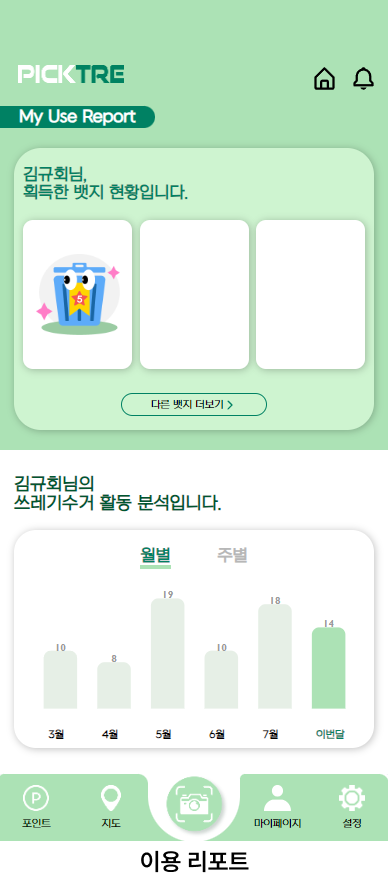 PICKTRE
My Use Report
김규회님,
획득한 뱃지 현황입니다.
5
다른 뱃지 더보기
김규회님의
쓰레기수거 활동 분석입니다.
월별 주별
10 8 19 10 18 14
3월 4월 5월 6월 7월 이번달
P
포인트 지도 마이페이지 설정
이용 리포트